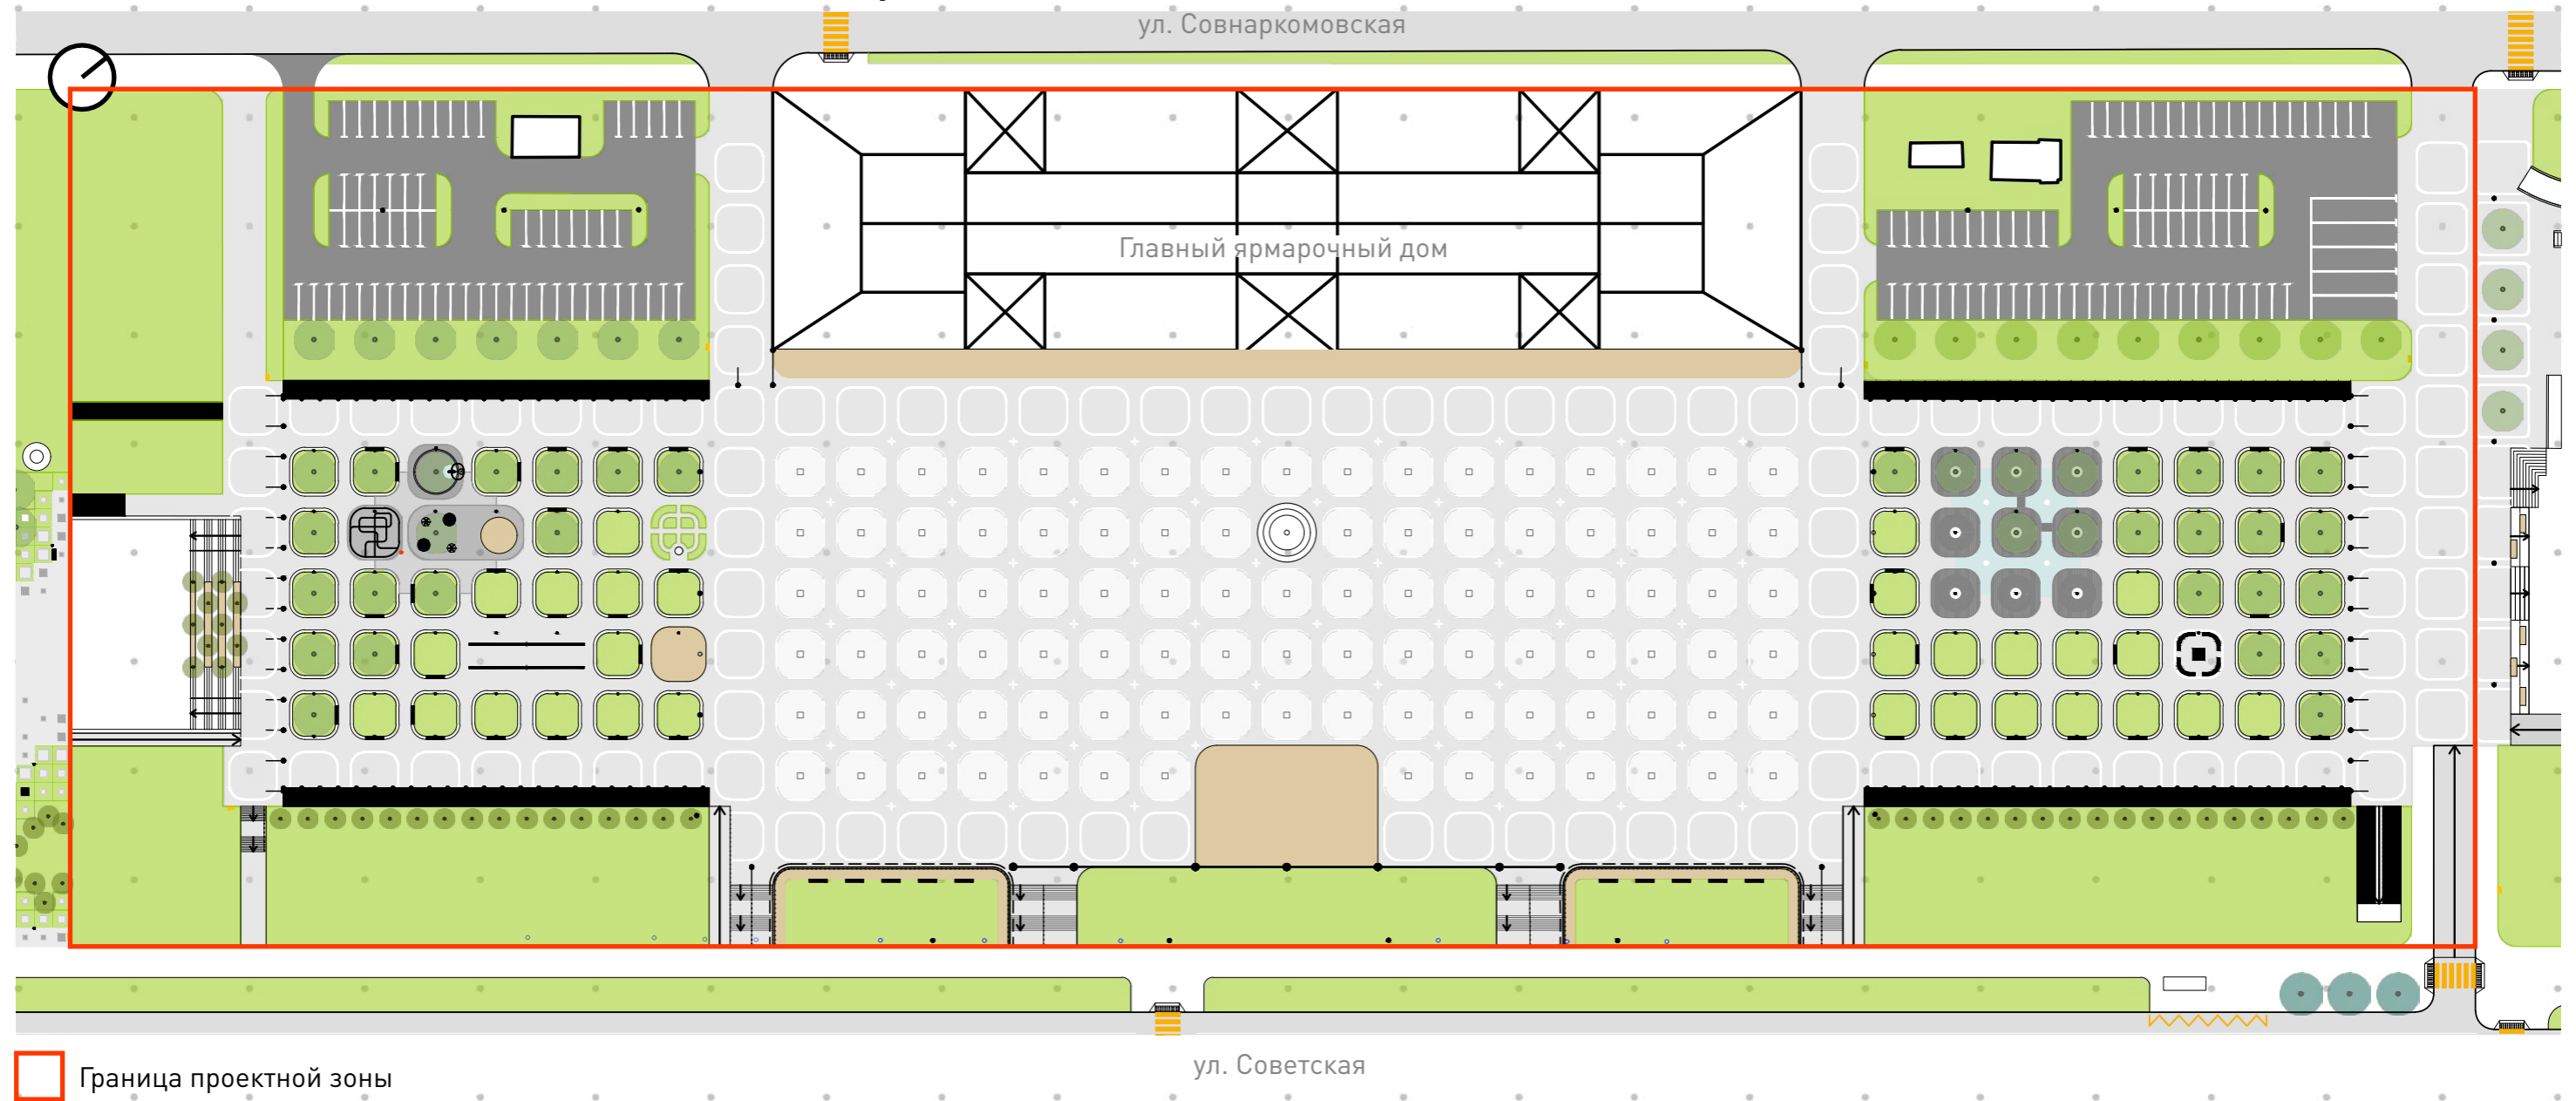 ул. Совнаркомовская
Главный ярмарочный дом
ул. Советская
Граница проектной зоны